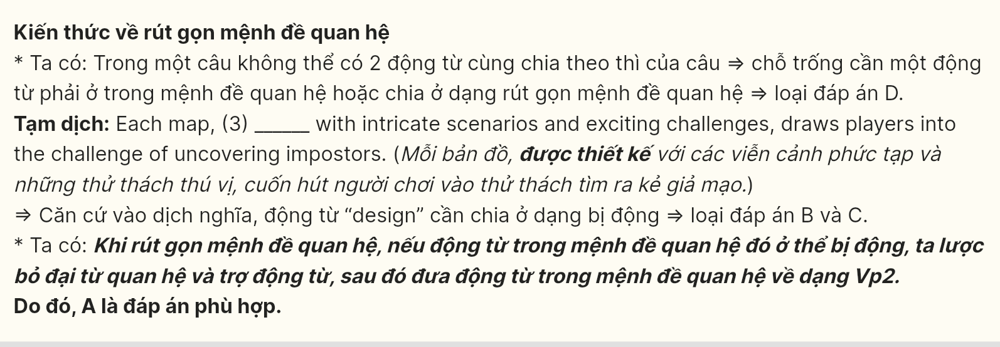 Kiến thức về rút gọn mệnh đề quan hệ
* Ta có: Trong một câu không thể có 2 động từ cùng chia theo thì của câu ⇒ chỗ trống cần một động
từ phải ở trong mệnh đề quan hệ hoặc chia ở dạng rút gọn mệnh đề quan hệ ⇒ loại đáp án D.
Tạm dịch: Each map, (3) ______ with intricate scenarios and exciting challenges, draws players into
the challenge of uncovering impostors. (Mỗi bản đồ, được thiết kế với các viễn cảnh phức tạp và
những thử thách thú vị, cuốn hút người chơi vào thử thách tìm ra kẻ giả mạo.)
⇒ Căn cứ vào dịch nghĩa, động từ “design” cần chia ở dạng bị động ⇒ loại đáp án B và C.
* Ta có: Khi rút gọn mệnh đề quan hệ, nếu động từ trong mệnh đề quan hệ đó ở thể bị động, ta lược
bỏ đại từ quan hệ và trợ động từ, sau đó đưa động từ trong mệnh đề quan hệ về dạng Vp2.
Do đó, A là đáp án phù hợp.